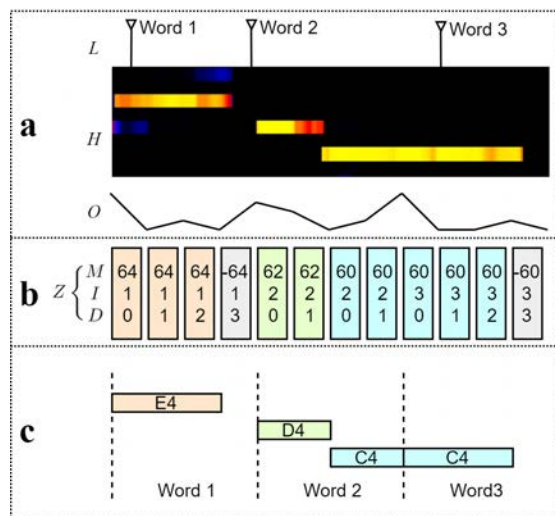 Word 1 Word 2 Word 3
L
a
H
O
b Z { M 64 64 64 -64 62 62 60 60 60 60 60 -60
I 1 1 1 1 2 2 2 2 3 3 3 3
D 0 1 2 3 0 1 0 1 0 1 2 3
E4
c
D4
C4 C4
Word 1 Word 2 Word3